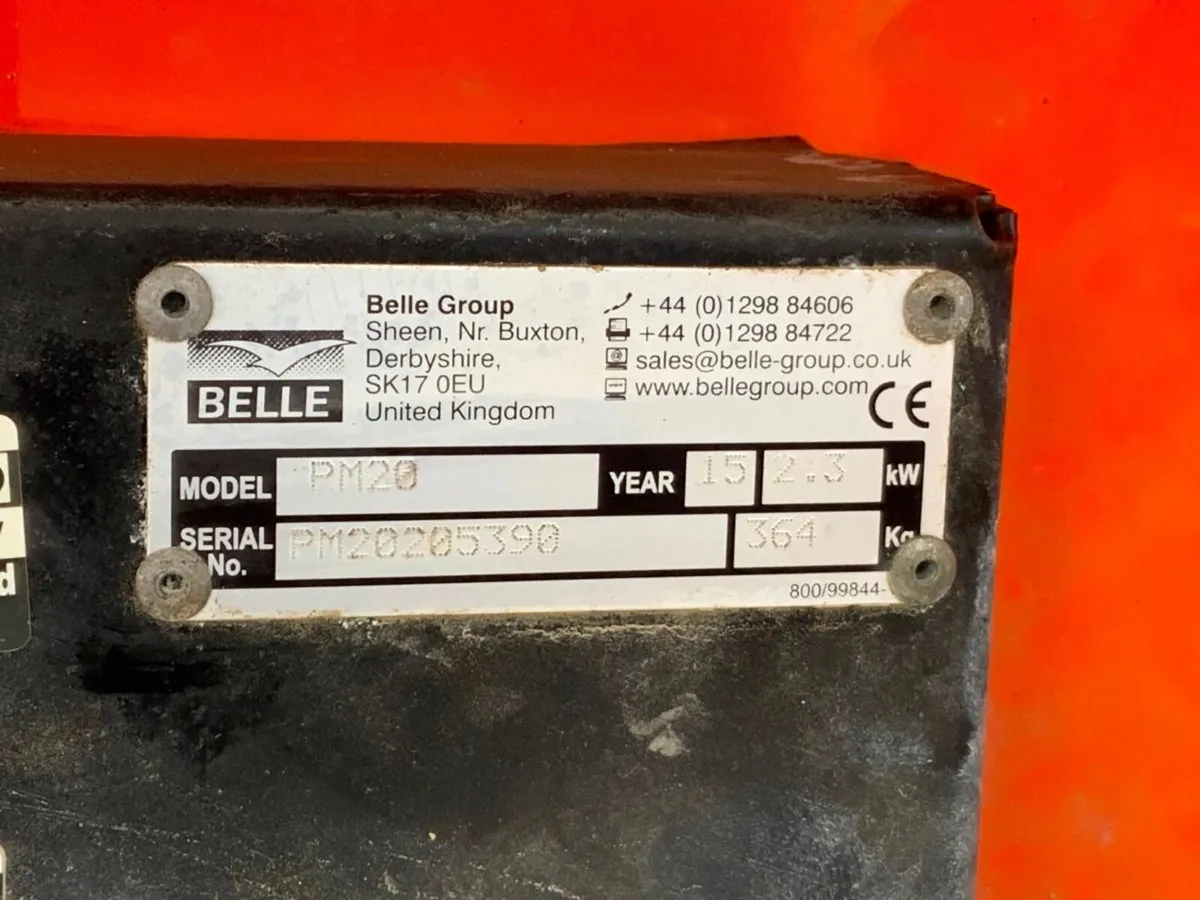 Belle Group
Sheen, Nr. Buxton,
Derbyshire,
SK17 0EU
United Kingdom
+44 (0)1298 84606
+44 (0)1298 84722
sales@belle-group.co.uk
www.bellegroup.com
CE
BELLE
MODEL PM20 YEAR 15 2.3 kW
SERIAL No. PM20205390 364 Kg
800/99844-
d